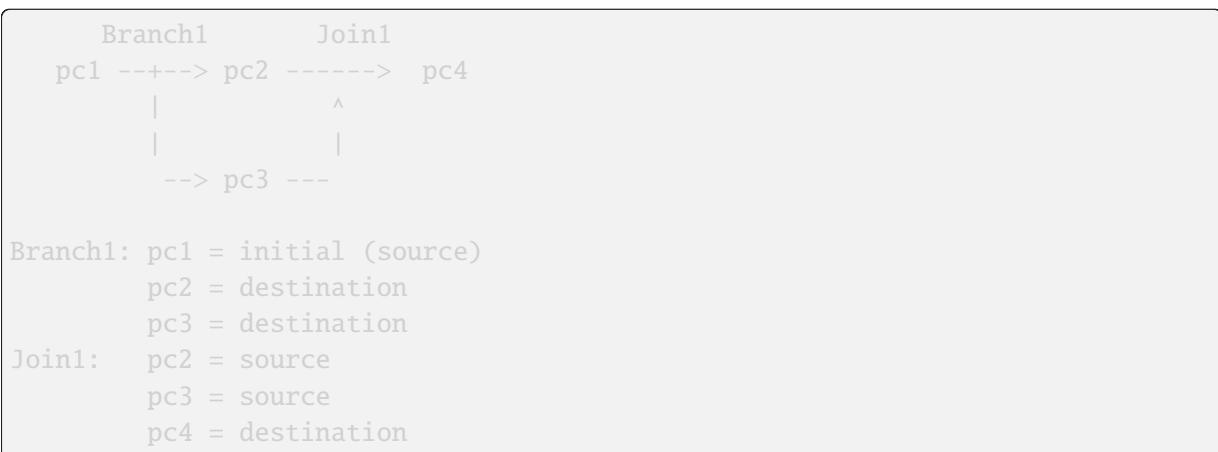 Branch1       Join1
   pc1 --+--> pc2 ------>  pc4
         |           ^
         |           |
          --> pc3 ---

Branch1: pc1 = initial (source)
         pc2 = destination
         pc3 = destination
Join1:   pc2 = source
         pc3 = source
         pc4 = destination